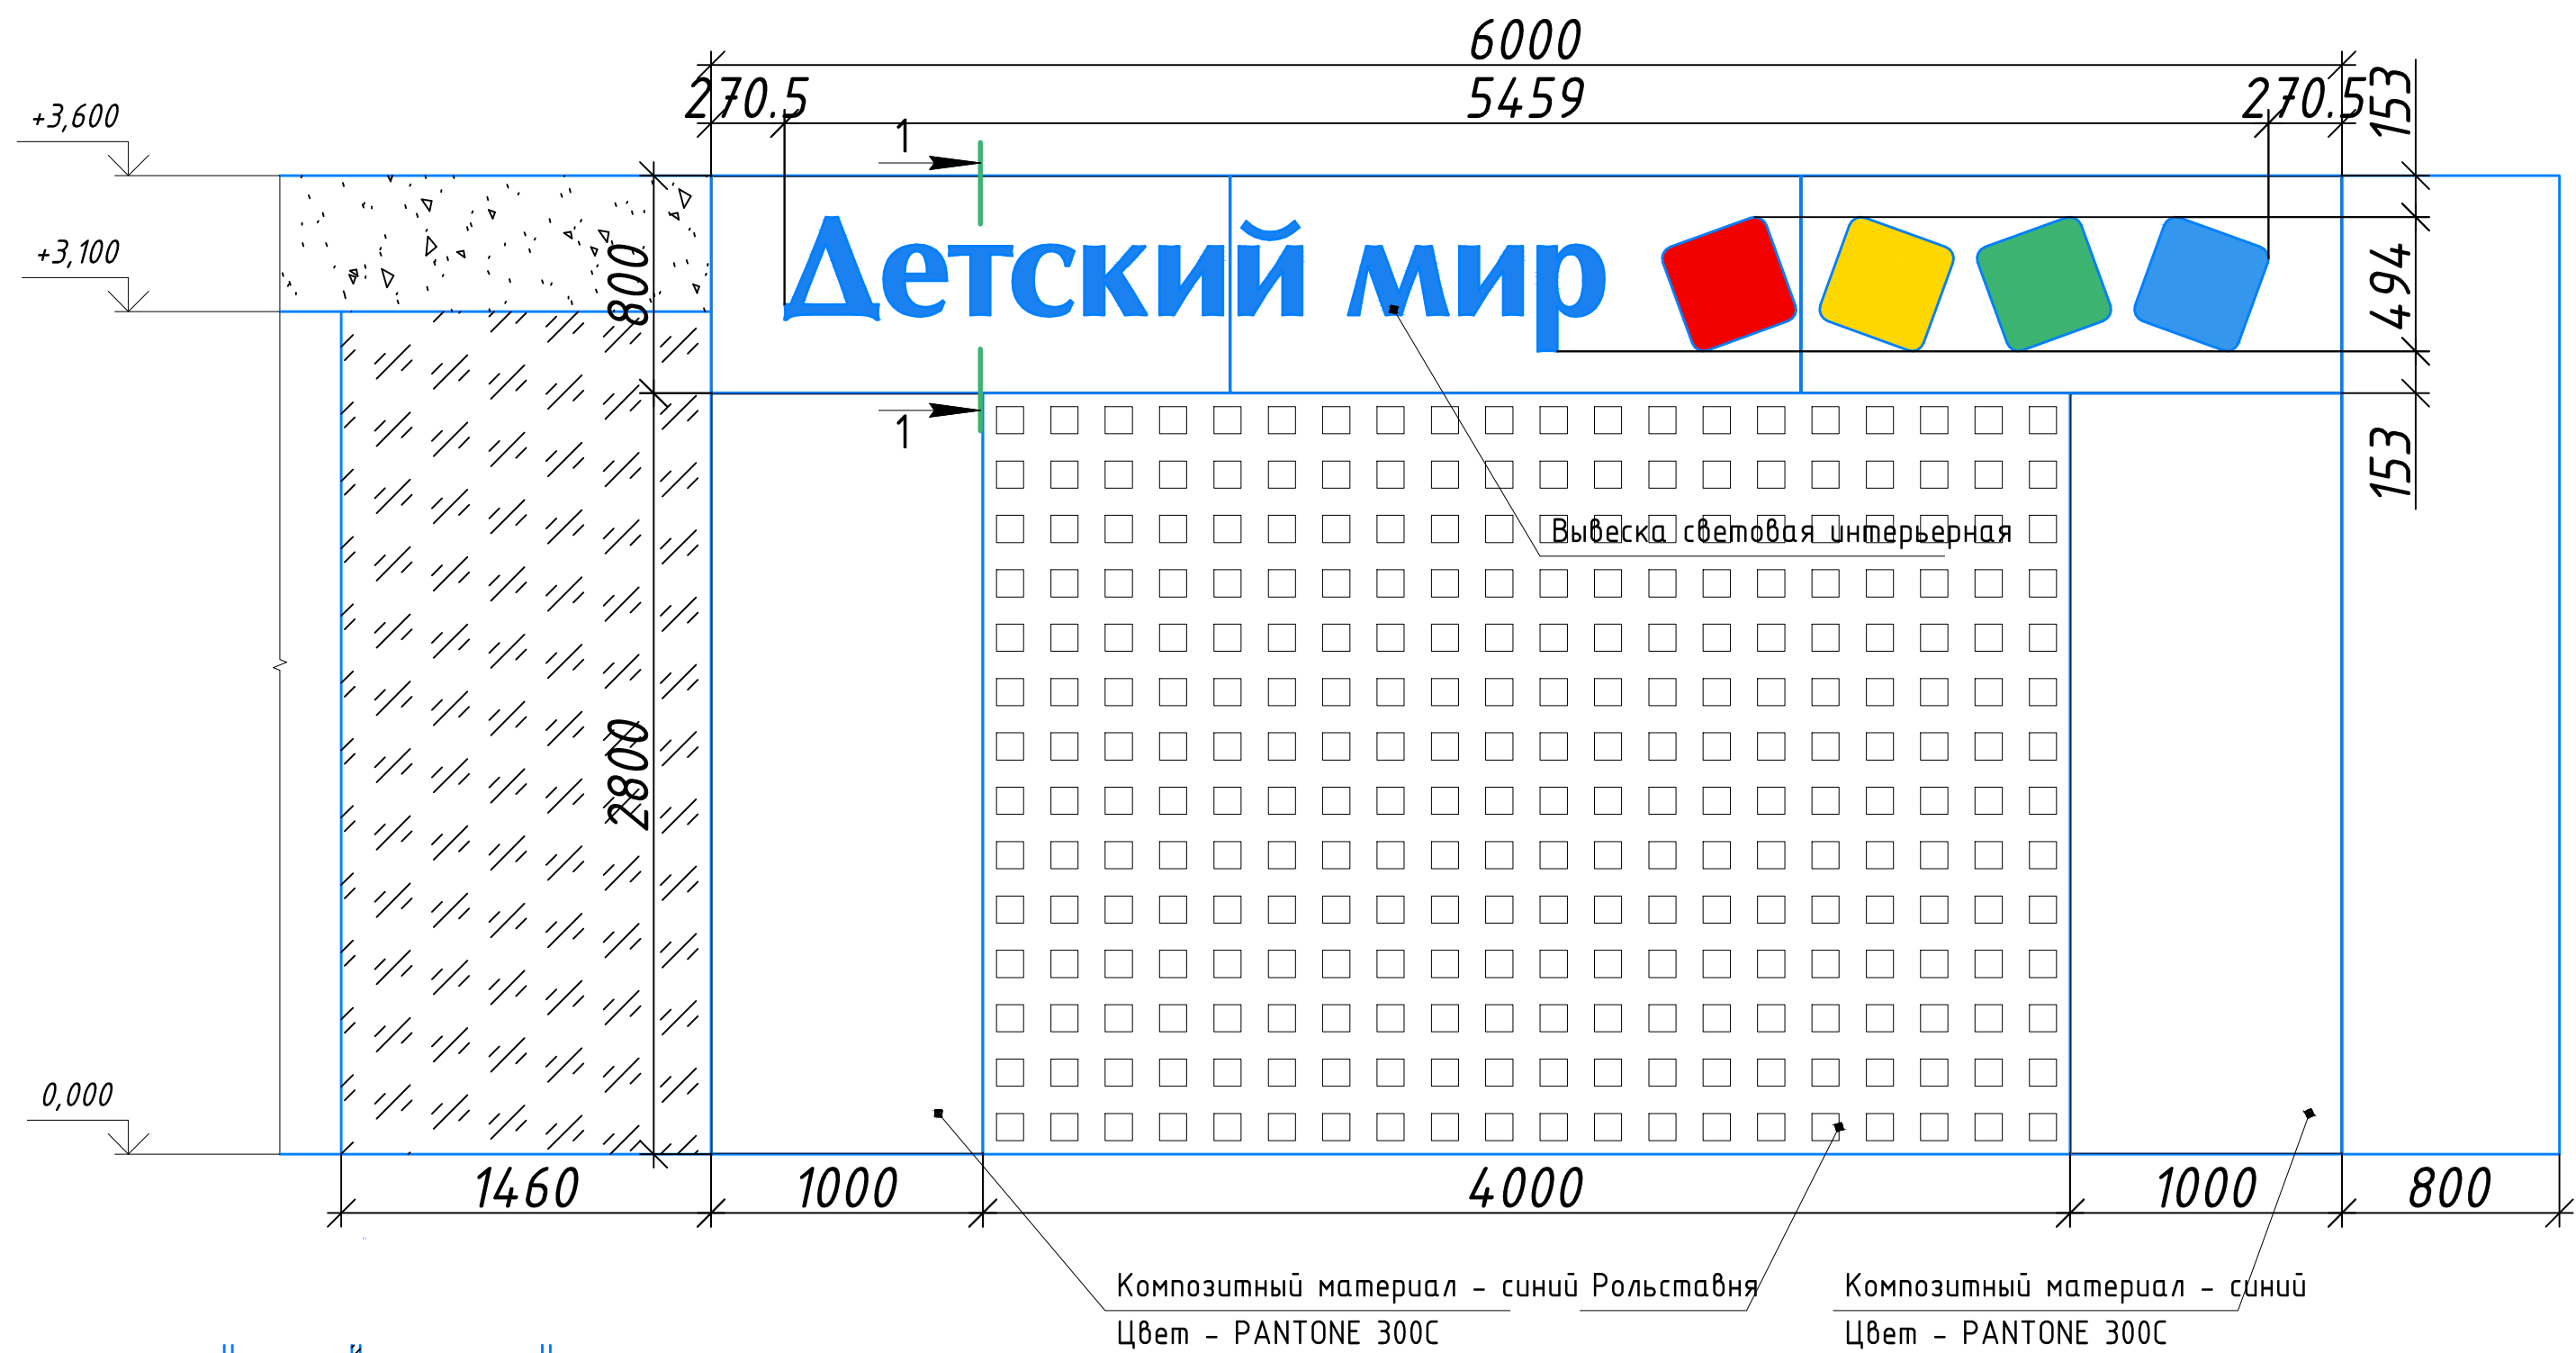 6000
270.5
5459
270.5
153
+3,600
1
+3,100
800
Детский мир
494
1
153
Вывеска световая интерьерная
2800
0,000
1460
1000
4000
1000
800
Композитный материал - синий
Цвет - PANTONE 300C
Рольставня
Композитный материал - синий
Цвет - PANTONE 300C